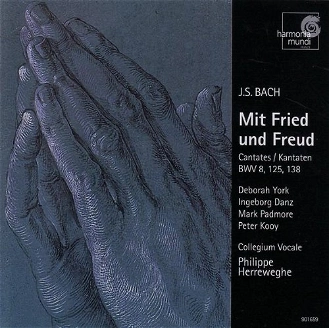 harmonia
mundi
J.S. BACH
Mit Fried
und Freud
Cantates / Kantaten
BWV 8, 125, 138
Deborah York
Ingeborg Danz
Mark Padmore
Peter Kooy
Collegium Vocale
Philippe
Herreweghe
901659